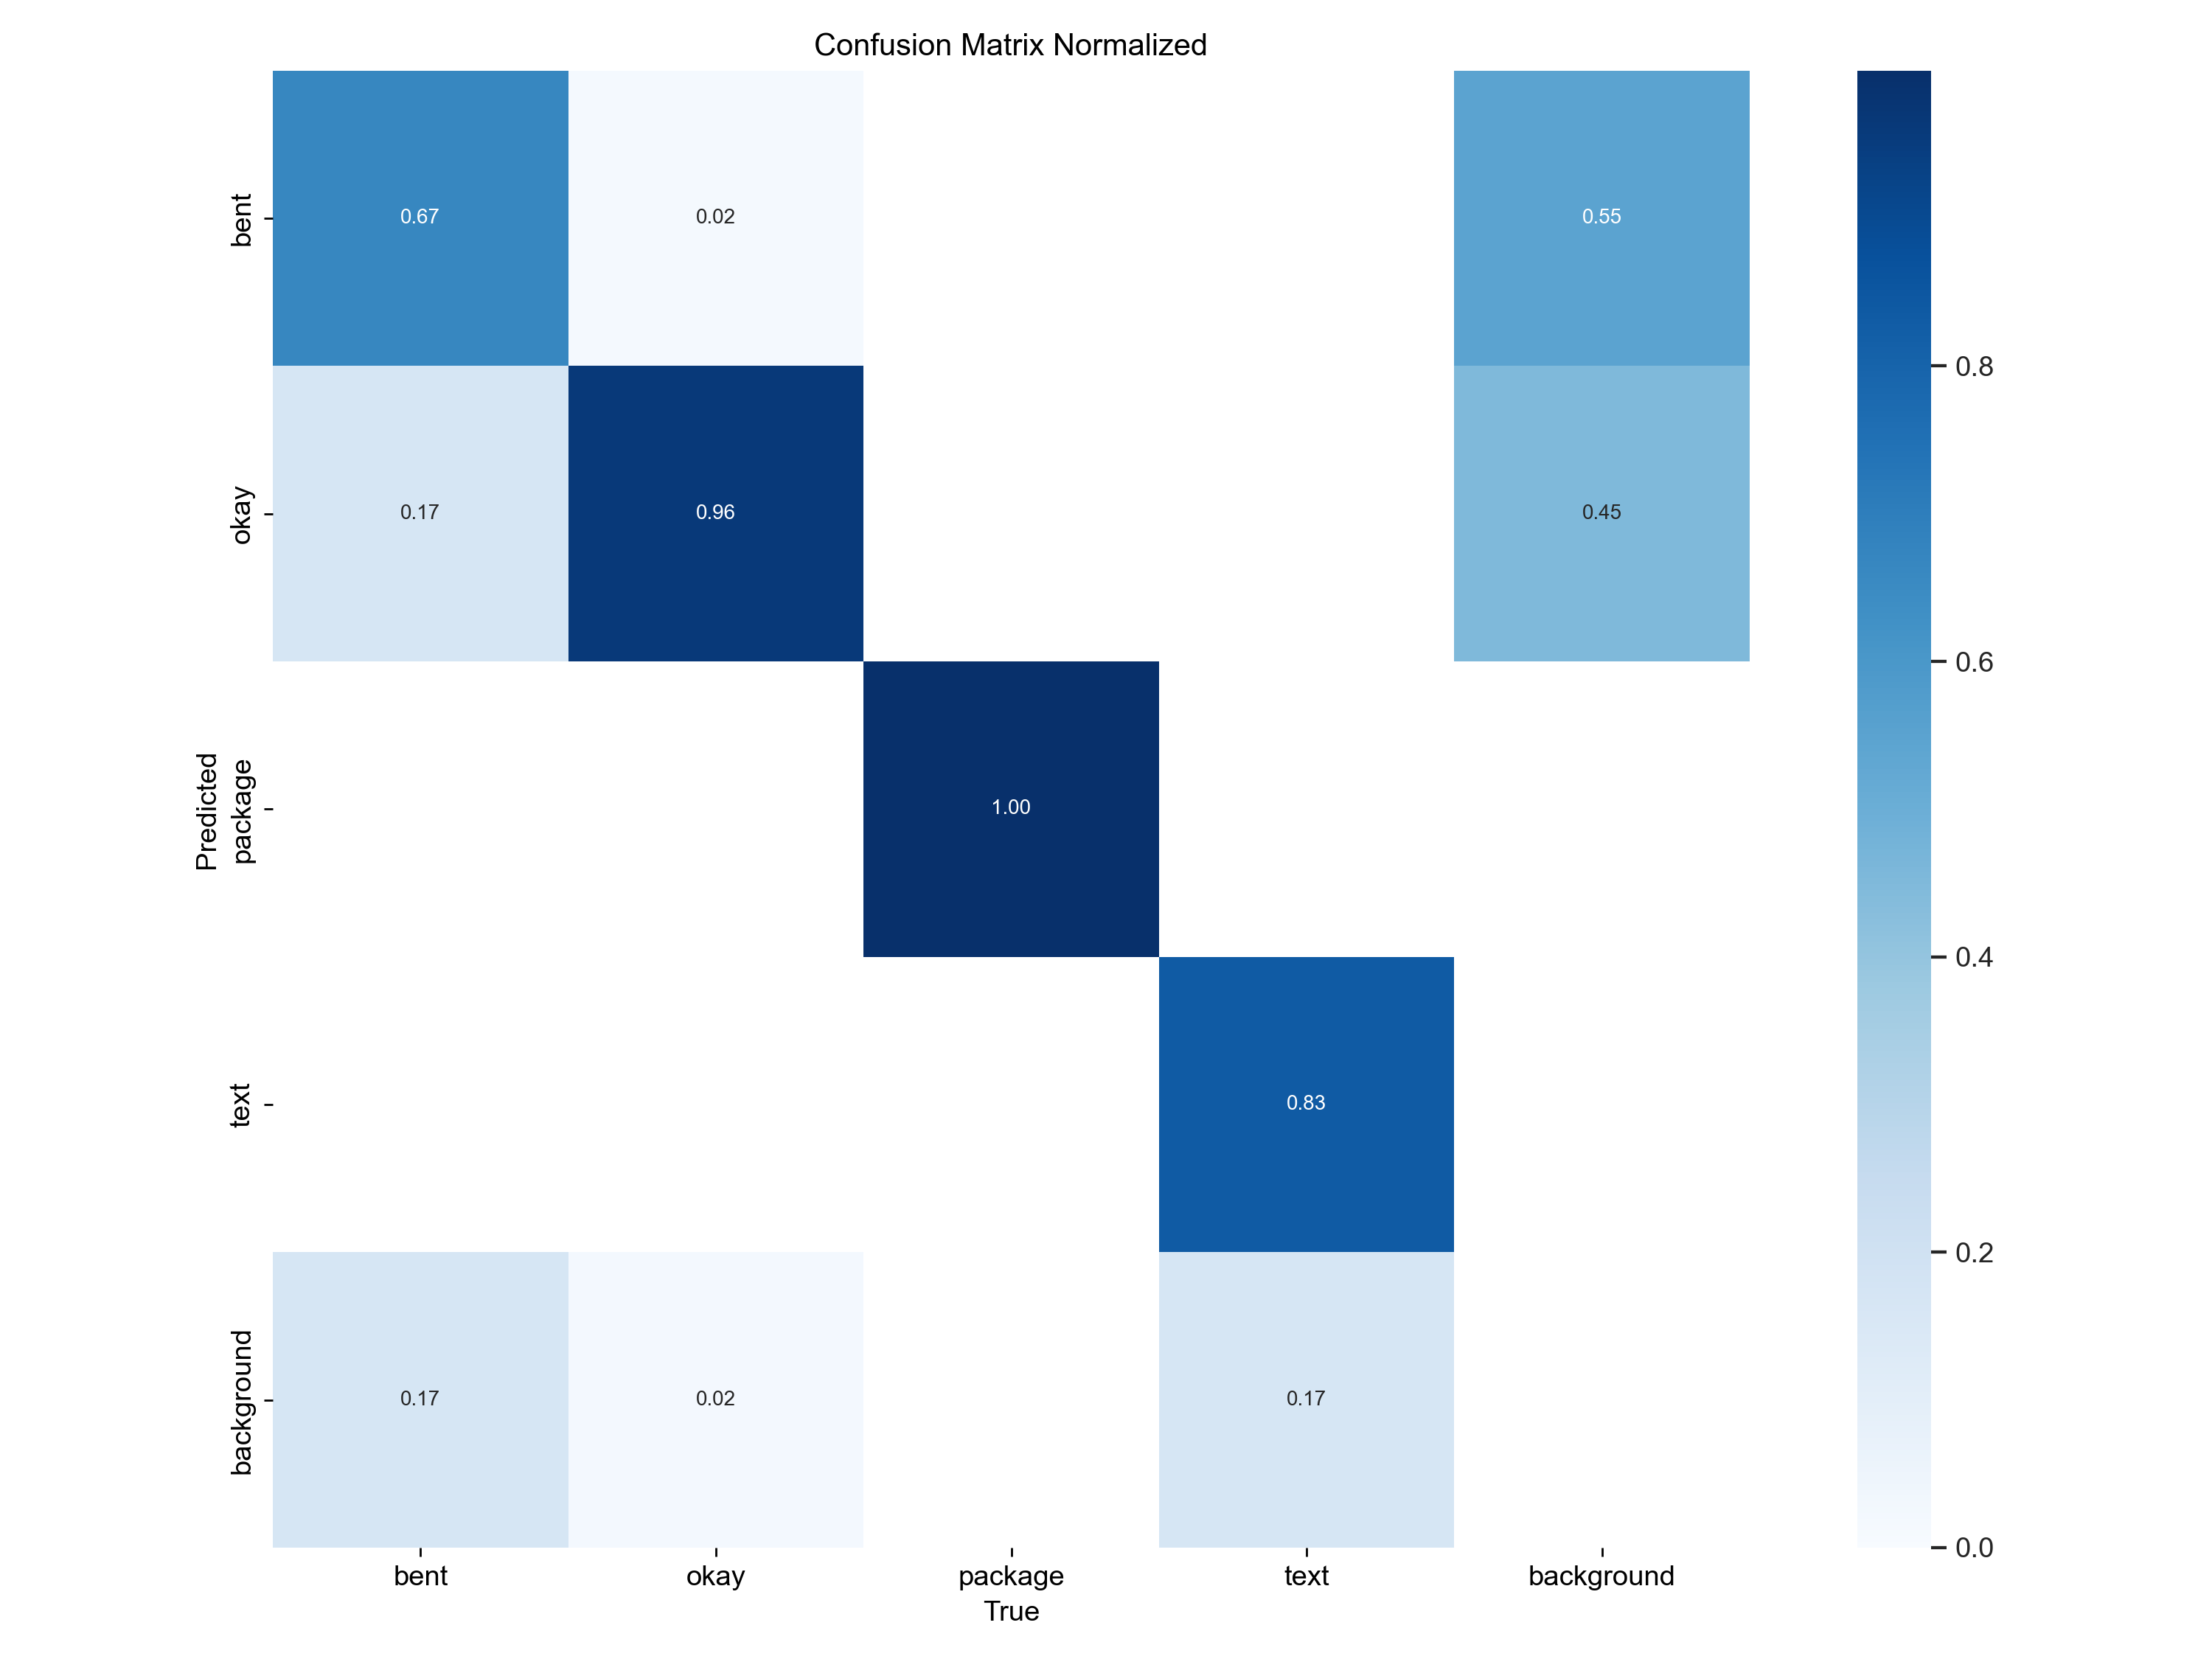 Confusion Matrix Normalized
bent
0.67
0.02
0.55
0.8
okay
0.17
0.96
0.45
0.6
Predicted
package
1.00
0.4
text
0.83
0.2
background
0.17
0.02
0.17
0.0
bent
okay
package
text
background
True